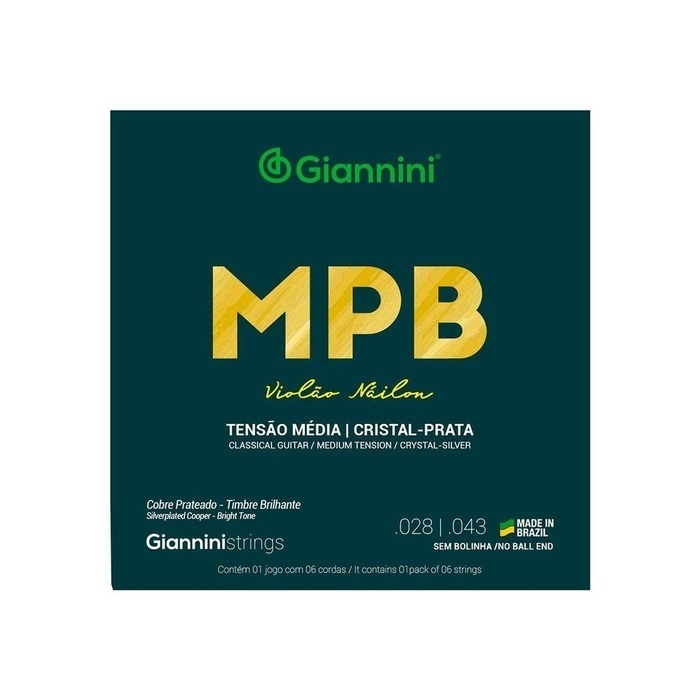 Giannini®
MPB
Violão Náilon
TENSÃO MÉDIA | CRISTAL-PRATA
CLASSICAL GUITAR / MEDIUM TENSION / CRYSTAL-SILVER
Cobre Prateado - Timbre Brilhante
Silverplated Cooper - Bright Tone
.028 | .043
MADE IN
BRAZIL
Gianninistrings
SEM BOLINHA /NO BALL END
Contém 01 jogo com 06 cordas / It contains 01pack of 06 strings